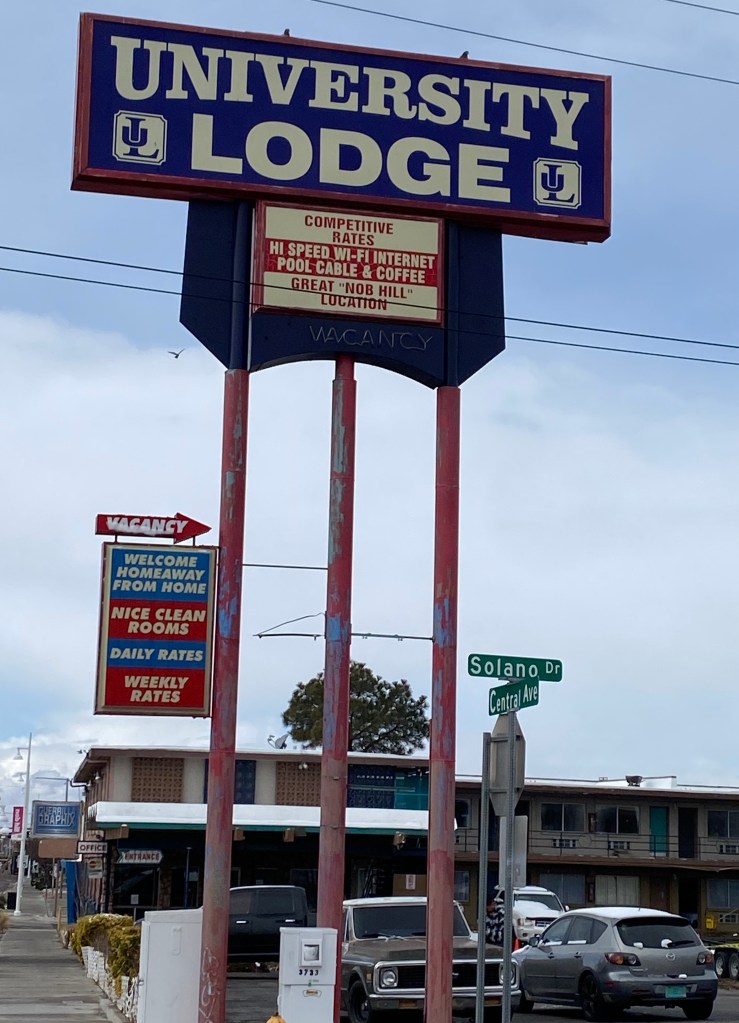 UNIVERSITY
LODGE
UL
UL
COMPETITIVE
RATES
HI SPEED WI-FI INTERNET
POOL CABLE & COFFEE
GREAT "NOB HILL"
LOCATION
VACANCY
VACANCY
WELCOME
HOMEAWAY
FROM HOME
NICE CLEAN
ROOMS
DAILY RATES
WEEKLY
RATES
Solano Dr
Central Ave
GUERRILLA
GRAPHIX
OFFICE
ENTRANCE
3733